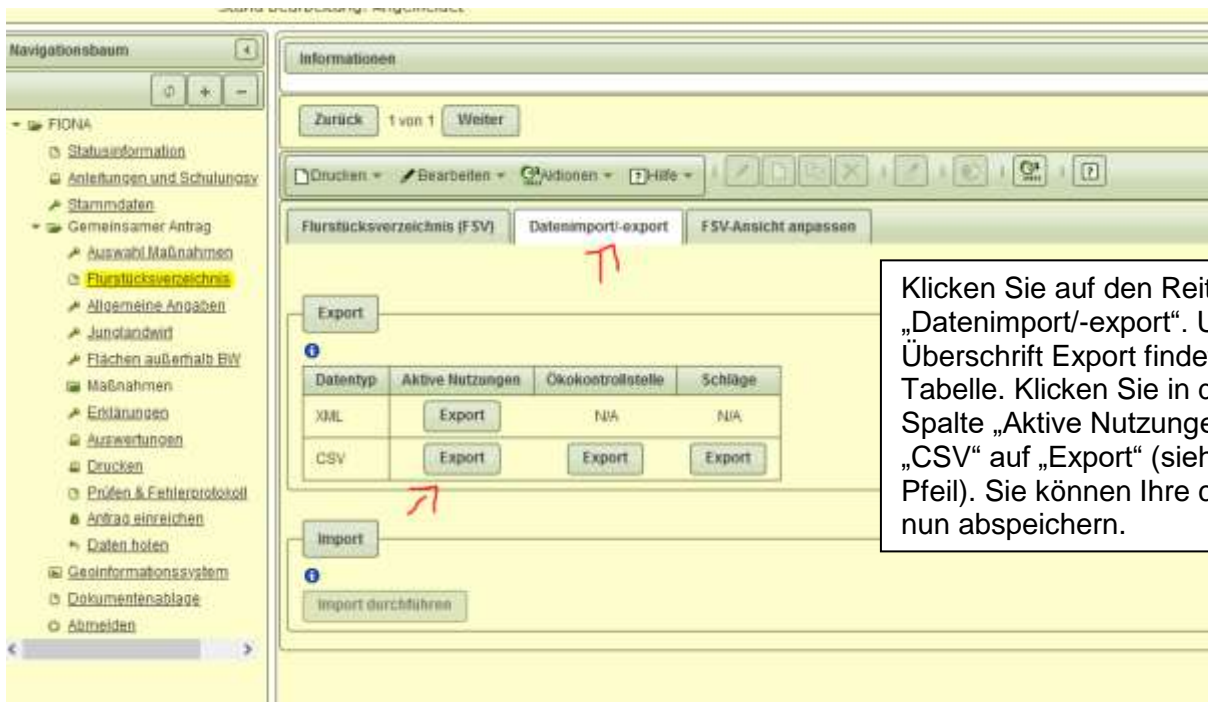 Navigationsbaum
FIONA
Statusinformation
Anleitungen und Schulungsv
Stammdaten
Gemeinsamer Antrag
Auswahl Maßnahmen
Flurstücksverzeichnis
Allgemeine Angaben
Junglandwirt
Flächen außerhalb BW
Maßnahmen
Erklärungen
Auswertungen
Drucken
Prüfen & Fehlerprotokoll
Antrag einreichen
Daten holen
Geoinformationssystem
Dokumentenablage
Abmelden
Informationen
Zurück 1 von 1 Weiter
Drucken Bearbeiten Aktionen Hilfe
Flurstücksverzeichnis (FSV) Datenimport/-export FSV-Ansicht anpassen
Export
Datentyp Aktive Nutzungen Ökokontrollstelle Schläge
XML Export N/A N/A
CSV Export Export Export
Import
Import durchführen
Klicken Sie auf den Reit
„Datenimport/-export“. U
Überschrift Export finde
Tabelle. Klicken Sie in d
Spalte „Aktive Nutzunge
„CSV“ auf „Export“ (sieh
Pfeil). Sie können Ihre d
nun abspeichern.